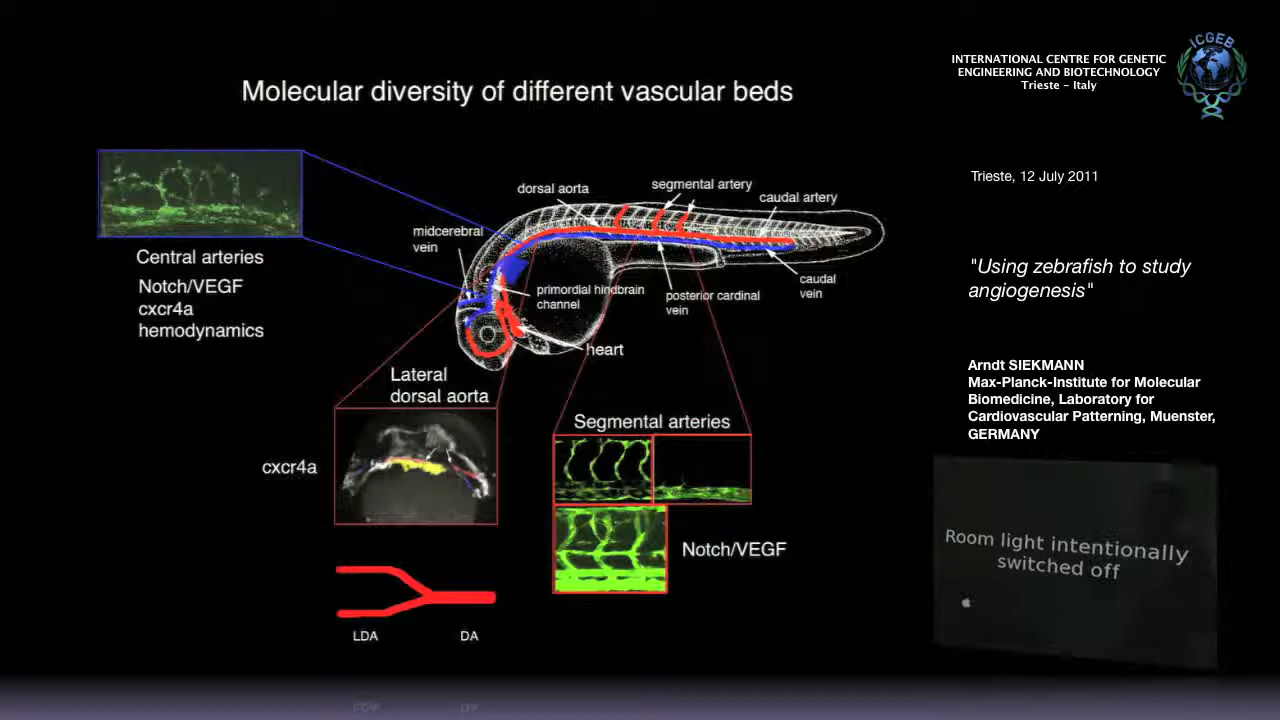 Molecular diversity of different vascular beds
ICGEB
INTERNATIONAL CENTRE FOR GENETIC
ENGINEERING AND BIOTECHNOLOGY
Trieste - Italy
Trieste, 12 July 2011
"Using zebrafish to study
angiogenesis"
Arndt SIEKMANN
Max-Planck-Institute for Molecular
Biomedicine, Laboratory for
Cardiovascular Patterning, Muenster,
GERMANY
Room light intentionally
switched off
dorsal aorta
segmental artery
caudal artery
midcerebral
vein
primordial hindbrain
channel
posterior cardinal
vein
caudal
vein
heart
Central arteries
Notch/VEGF
cxcr4a
hemodynamics
Lateral
dorsal aorta
cxcr4a
Segmental arteries
Notch/VEGF
LDA
DA